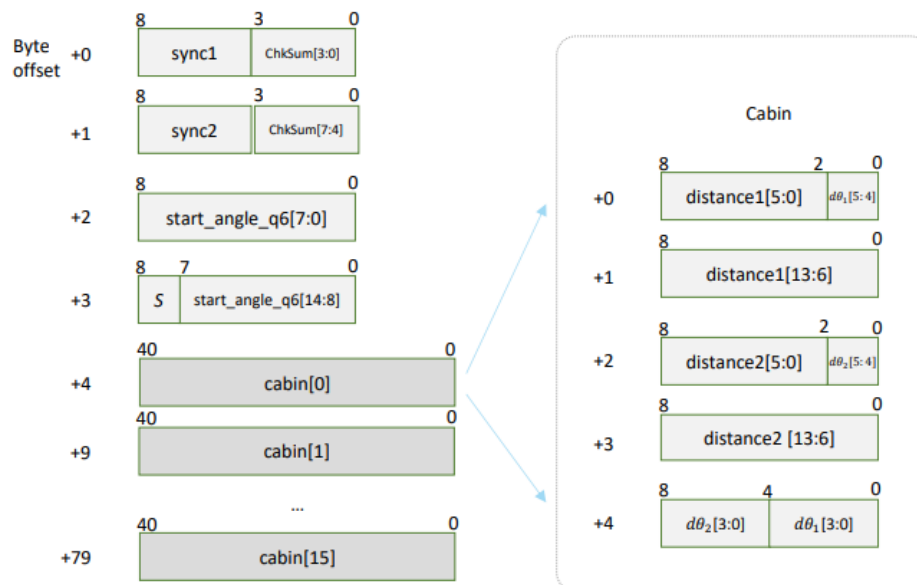 8 3 0
Byte offset +0 sync1 ChkSum[3:0]
8 3 0
+1 sync2 ChkSum[7:4]
8 0
+2 start_angle_q6[7:0]
8 7 0
+3 S start_angle_q6[14:8]
40 0
+4 cabin[0]
40 0
+9 cabin[1]
...
40 0
+79 cabin[15]
Cabin
8 2 0
+0 distance1[5:0] dθ₁[5:4]
8 0
+1 distance1[13:6]
8 2 0
+2 distance2[5:0] dθ₂[5:4]
8 0
+3 distance2 [13:6]
8 4 0
+4 dθ₂[3:0] dθ₁[3:0]